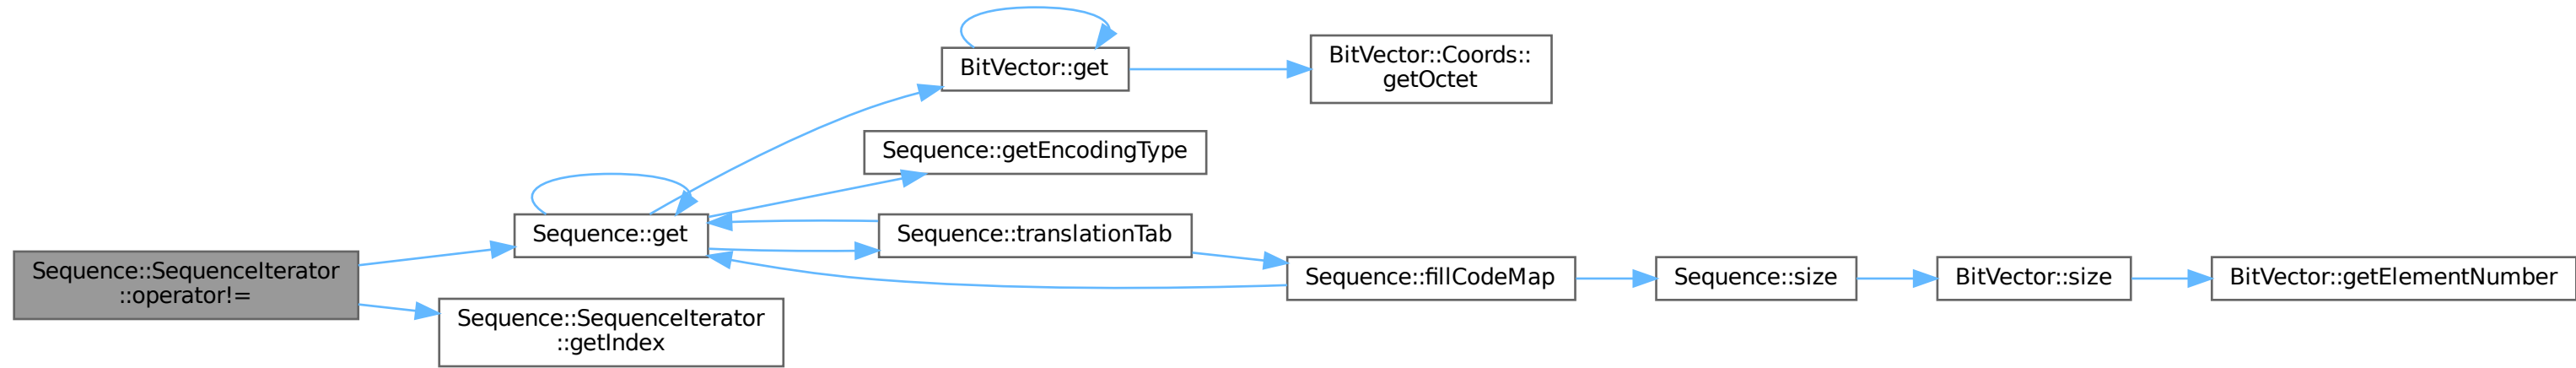 Sequence::SequenceIterator
::operator!=
Sequence::get
Sequence::SequenceIterator
::getIndex
BitVector::get
BitVector::Coords::
getOctet
Sequence::getEncodingType
Sequence::translationTab
Sequence::fillCodeMap
Sequence::size
BitVector::size
BitVector::getElementNumber